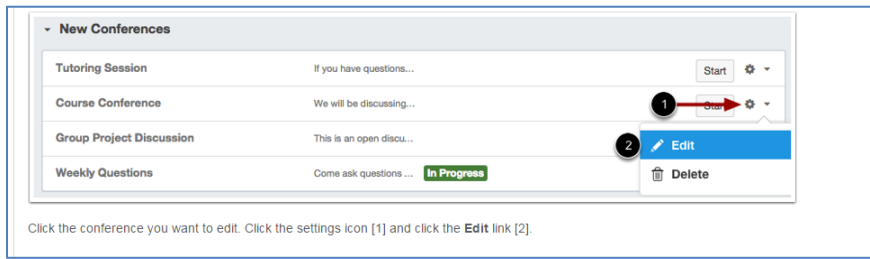 New Conferences
Tutoring Session If you have questions... Start
Course Conference We will be discussing... 1 Start
Group Project Discussion This is an open discu...
2 Edit
Weekly Questions Come ask questions ... In Progress
Delete
Click the conference you want to edit. Click the settings icon [1] and click the Edit link [2].